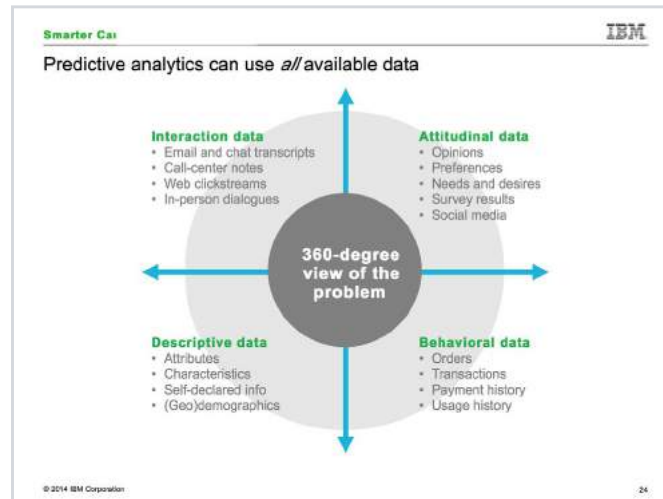 Smarter Ca
IBM
Predictive analytics can use all available data
Interaction data
• Email and chat transcripts
• Call-center notes
• Web clickstreams
• In-person dialogues
Attitudinal data
• Opinions
• Preferences
• Needs and desires
• Survey results
• Social media
360-degree
view of the
problem
Descriptive data
• Attributes
• Characteristics
• Self-declared info
• (Geo)demographics
Behavioral data
• Orders
• Transactions
• Payment history
• Usage history
© 2014 IBM Corporation
24